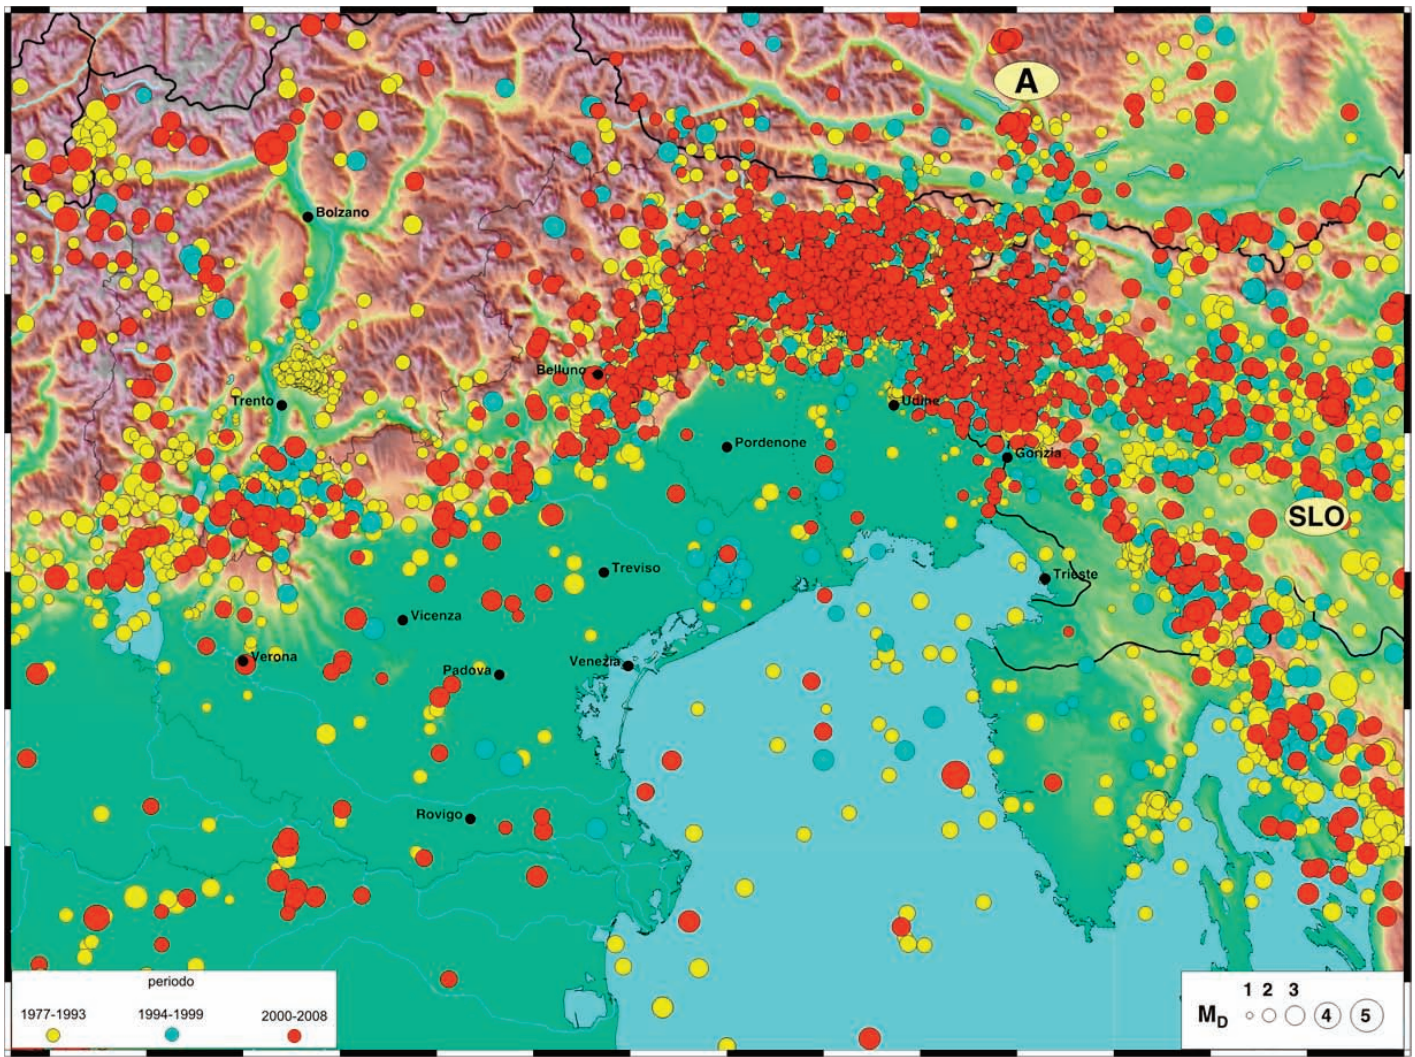 A
Bolzano
Belluno
Trento
Udine
Pordenone
Gorizia
SLO
Treviso
Trieste
Vicenza
Verona
Padova
Venezia
Rovigo
periodo
1977-1993 1994-1999 2000-2008
1 2 3
MD 4 5